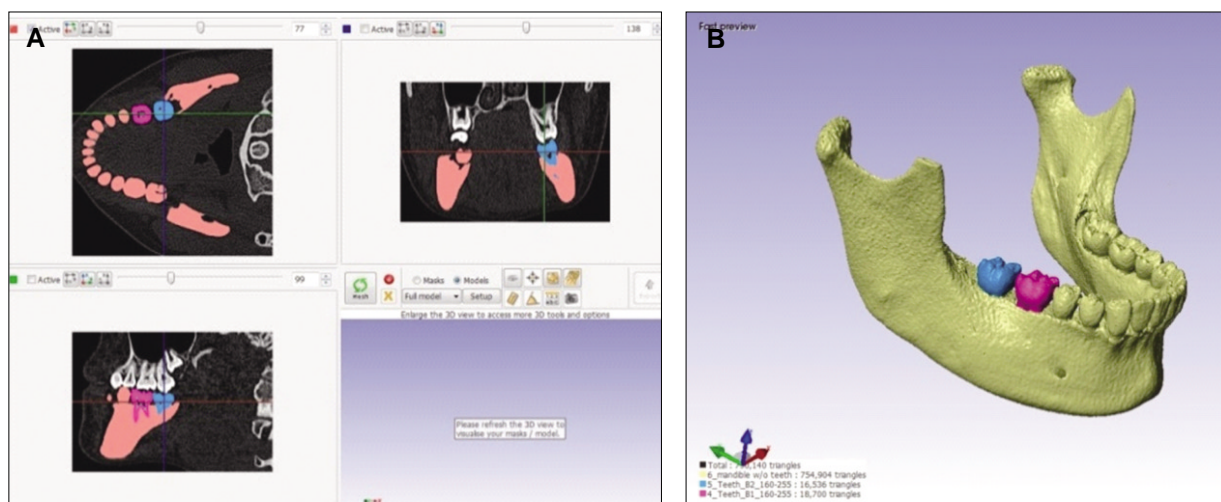 A
Active
77
Active
138
Active
99
Mesh
Masks
Models
Full model
Setup
Enlarge the 3D view to access more 3D tools and options
Please refresh the 3D view to
visualise your masks / model.
B
Fast preview
6_mandible w/o teeth : 754,904 triangles
5_Teeth_B2_160-255 : 16,536 triangles
4_Teeth_B1_160-255 : 18,700 triangles